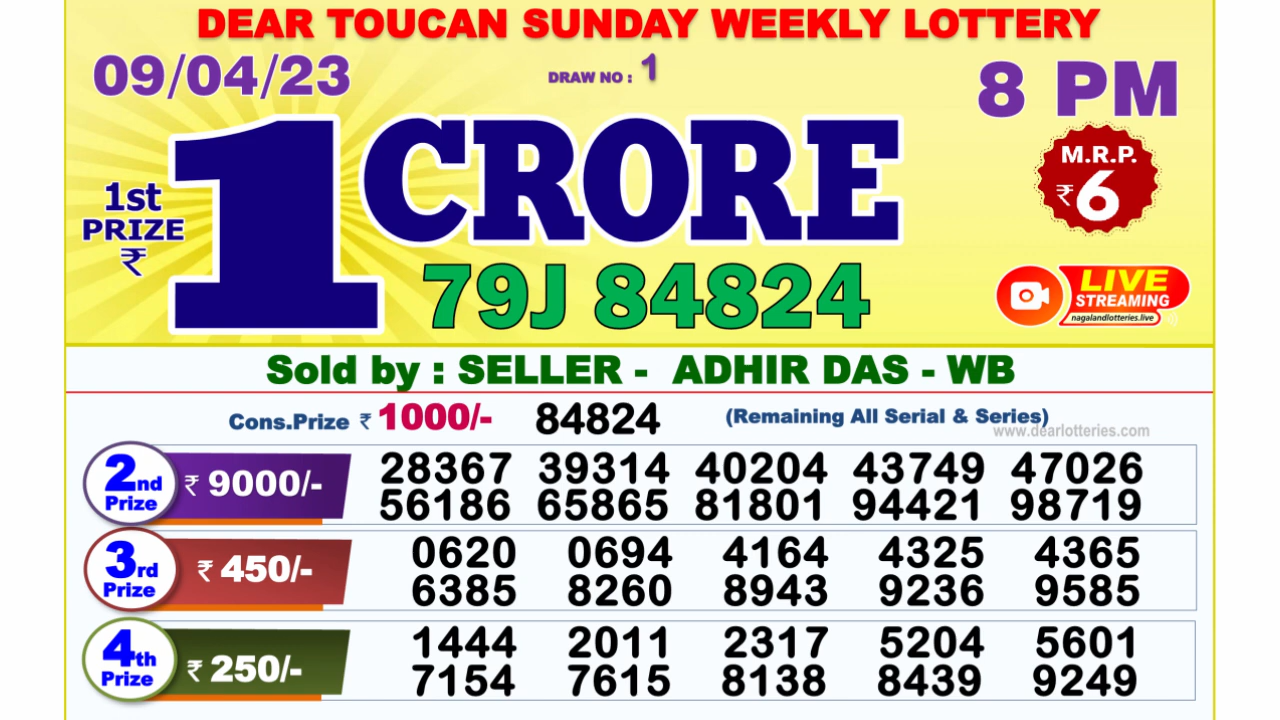 DEAR TOUCAN SUNDAY WEEKLY LOTTERY
09/04/23
DRAW NO : 1
8 PM
1st PRIZE ₹
1 CRORE
M.R.P.
₹ 6
79J 84824
LIVE
STREAMING
nagalandlotteries.live
Sold by : SELLER - ADHIR DAS - WB
Cons.Prize ₹ 1000/- 84824 (Remaining All Serial & Series)
www.dearlotteries.com
2nd Prize ₹ 9000/-
28367 39314 40204 43749 47026
56186 65865 81801 94421 98719
3rd Prize ₹ 450/-
0620 0694 4164 4325 4365
6385 8260 8943 9236 9585
4th Prize ₹ 250/-
1444 2011 2317 5204 5601
7154 7615 8138 8439 9249